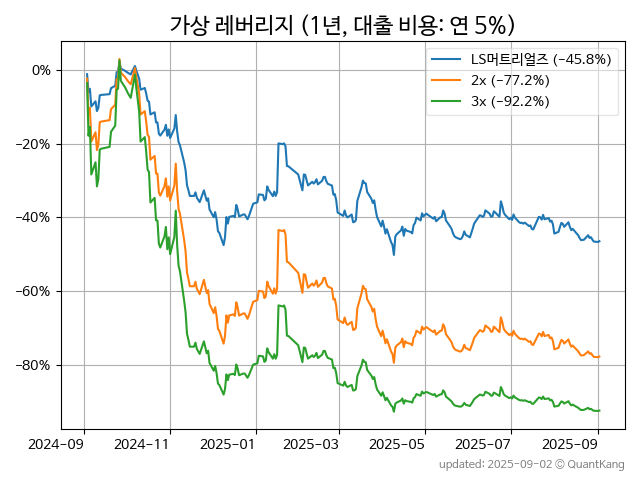 가상 레버리지 (1년, 대출 비용: 연 5%)
LS머트리얼즈 (−45.8%)
2x (−77.2%)
3x (−92.2%)
0%
−20%
−40%
−60%
−80%
2024-09 2024-11 2025-01 2025-03 2025-05 2025-07 2025-09
updated: 2025-09-02 © QuantKang